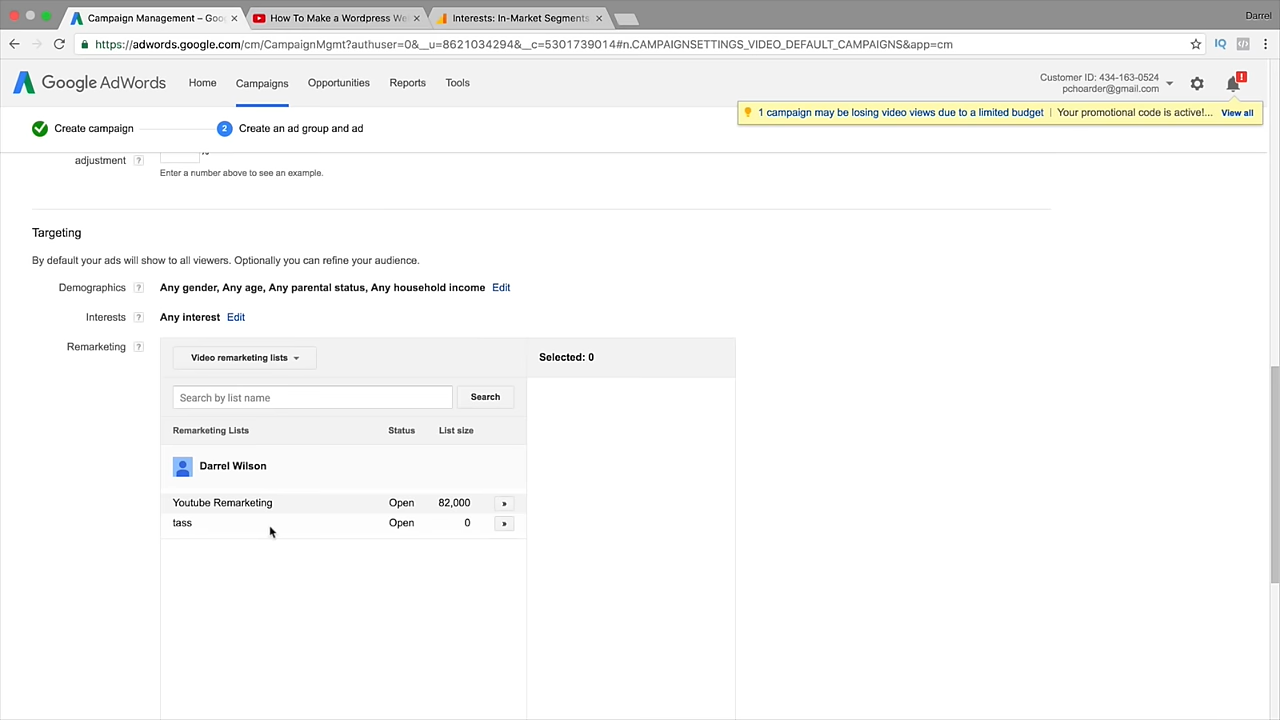 Campaign Management – Goo
How To Make a Wordpress We
Interests: In-Market Segments
Darrel
https://adwords.google.com/cm/CampaignMgmt?authuser=0&__u=8621034294&__c=5301739014#n.CAMPAIGNSETTINGS_VIDEO_DEFAULT_CAMPAIGNS&app=cm
IQ
Google AdWords
Home
Campaigns
Opportunities
Reports
Tools
Customer ID: 434-163-0524
pchoarder@gmail.com
!
1 campaign may be losing video views due to a limited budget | Your promotional code is active!... View all
Create campaign
2 Create an ad group and ad
adjustment ? %
Enter a number above to see an example.
Targeting
By default your ads will show to all viewers. Optionally you can refine your audience.
Demographics ? Any gender, Any age, Any parental status, Any household income Edit
Interests ? Any interest Edit
Remarketing ?
Video remarketing lists
Selected: 0
Search by list name
Search
Remarketing Lists Status List size
Darrel Wilson
Youtube Remarketing Open 82,000 »
tass Open 0 »